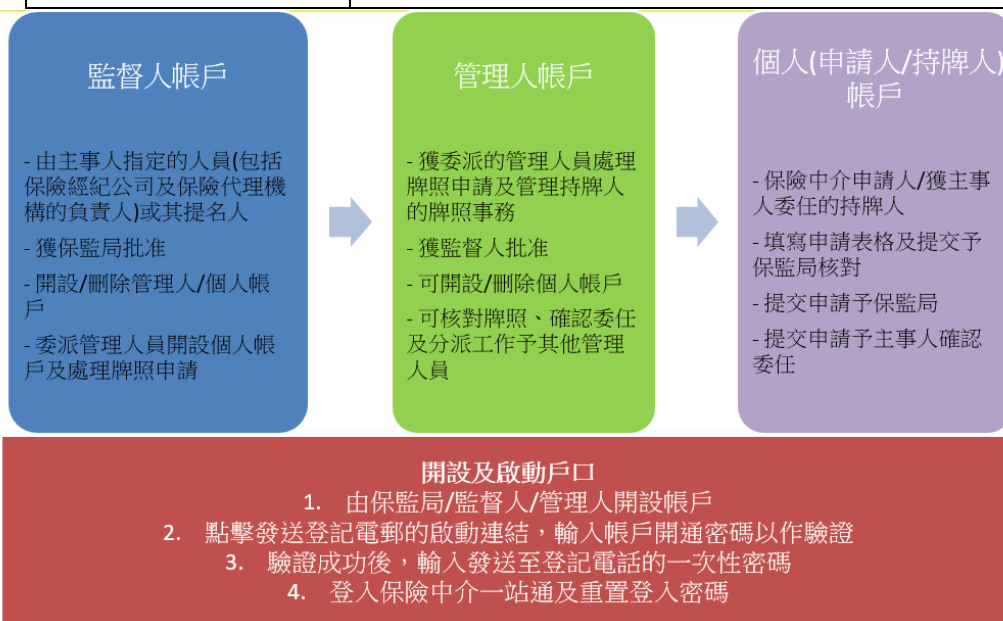 監督人帳戶
- 由主事人指定的人員(包括
保險經紀公司及保險代理機
構的負責人)或其提名人
- 獲保監局批准
- 開設/刪除管理人/個人帳
戶
- 委派管理人員開設個人帳
戶及處理牌照申請
管理人帳戶
- 獲委派的管理人員處理
牌照申請及管理持牌人
的牌照事務
- 獲監督人批准
- 可開設/刪除個人帳戶
- 可核對牌照、確認委任
及分派工作予其他管理
人員
個人(申請人/持牌人)
帳戶
- 保險中介申請人/獲主事
人委任的持牌人
- 填寫申請表格及提交予
保監局核對
- 提交申請予保監局
- 提交申請予主事人確認
委任
開設及啟動戶口
1. 由保監局/監督人/管理人開設帳戶
2. 點擊發送登記電郵的啟動連結，輸入帳戶開通密碼以作驗證
3. 驗證成功後，輸入發送至登記電話的一次性密碼
4. 登入保險中介一站通及重置登入密碼